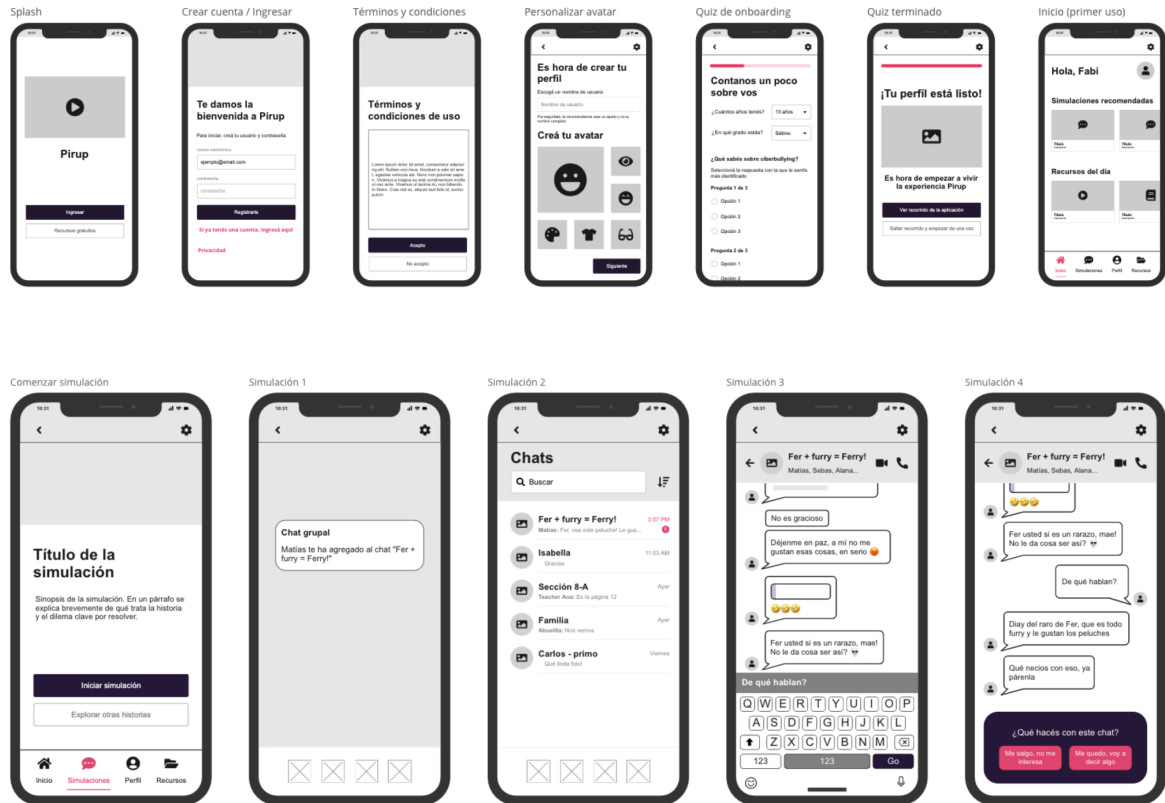 Splash
Crear cuenta / Ingresar
Términos y condiciones
Personalizar avatar
Quiz de onboarding
Quiz terminado
Inicio (primer uso)
Pirup
Ingresar
Recursos gratuitos
Te damos la
bienvenida a Pirup
Para iniciar, creá tu usuario y contraseña
correo electrónico
ejemplo@email.com
contraseña
contraseña
Registrarte
Si ya tenés una cuenta, ingresá aquí
Privacidad
Términos y
condiciones de uso
Acepto
No acepto
Es hora de crear tu
perfil
Escogé un nombre de usuario
Nombre de usuario
Creá tu avatar
Siguiente
Contanos un poco
sobre vos
¿Cuántos años tenés?
13 años
¿En qué grado estás?
Sétimo
¿Qué sabés sobre ciberbullying?
Seleccioná la respuesta con la que te sentís
más identificado
Pregunta 1 de 3
Opción 1
Opción 2
Opción 3
Pregunta 2 de 3
Opción 1
Opción 2
¡Tu perfil está listo!
Es hora de empezar a vivir
la experiencia Pirup
Ver recorrido de la aplicación
Saltar recorrido y empezar de una vez
Hola, Fabi
Simulaciones recomendadas
Título
Título
Recursos del día
Título
Título
Inicio
Simulaciones
Perfil
Recursos
Comenzar simulación
Simulación 1
Simulación 2
Simulación 3
Simulación 4
10:31
Título de la
simulación
Sinopsis de la simulación. En un párrafo se
explica brevemente de qué trata la historia
y el dilema clave por resolver.
Iniciar simulación
Explorar otras historias
Inicio
Simulaciones
Perfil
Recursos
10:31
Chat grupal
Matías te ha agregado al chat "Fer +
furry = Ferry!"
10:31
Chats
Buscar
Fer + furry = Ferry!
3:07 PM
Matías: Fer, vea este peluche! Le gus...
Isabella
11:53 AM
Gracias
Sección 8-A
Ayer
Teacher Ana: Es la página 12
Familia
Ayer
Abuelita: Nos vemos
Carlos - primo
Viernes
Qué linda foto!
10:31
Fer + furry = Ferry!
Matías, Sebas, Alana...
No es gracioso
Déjenme en paz, a mí no me
gustan esas cosas, en serio 😡
🤣🤣🤣
Fer usted si es un rarazo, mae!
No le da cosa ser así? 💀
De qué hablan?
Q W E R T Y U I O P
A S D F G H J K L
Z X C V B N M
123
123
Go
10:31
Fer + furry = Ferry!
Matías, Sebas, Alana...
🤣🤣🤣
Fer usted si es un rarazo, mae!
No le da cosa ser así? 💀
De qué hablan?
Diay del raro de Fer, que es todo
furry y le gustan los peluches
Qué necios con eso, ya
párenla
¿Qué hacés con este chat?
Me salgo, no me
interesa
Me quedo, voy a
decir algo